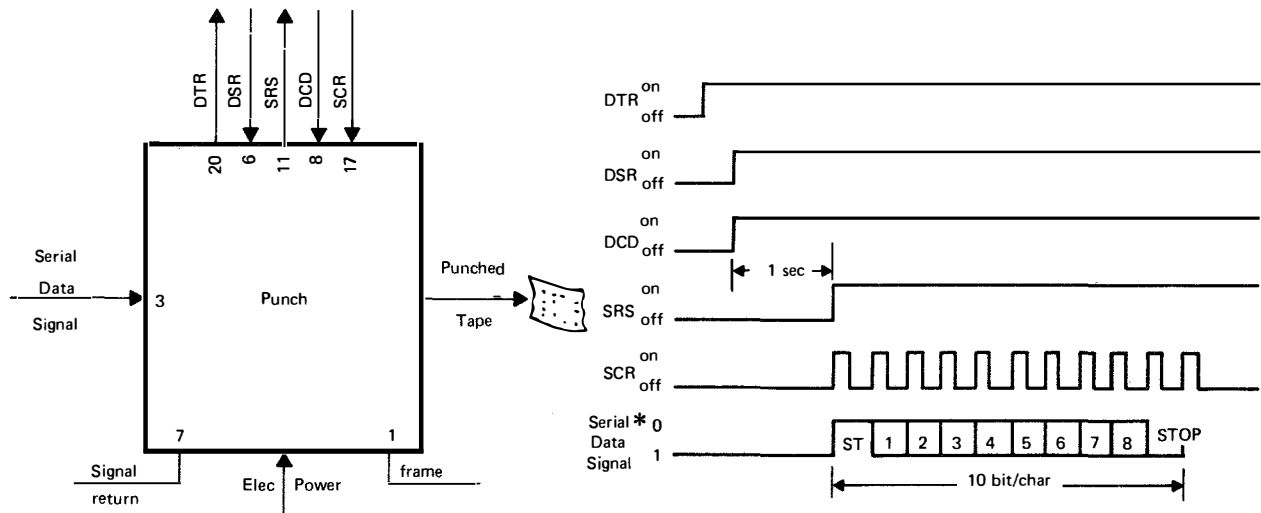 DTR
DSR
SRS
DCD
SCR
20
6
11
8
17
Serial
Data
Signal
3
Punch
Punched
Tape
7
1
Signal
return
Elec
Power
frame
on
DTR
off
on
DSR
off
on
DCD
off
1 sec
on
SRS
off
on
SCR
off
Serial * 0
Data
Signal 1
ST 1 2 3 4 5 6 7 8 STOP
10 bit/char